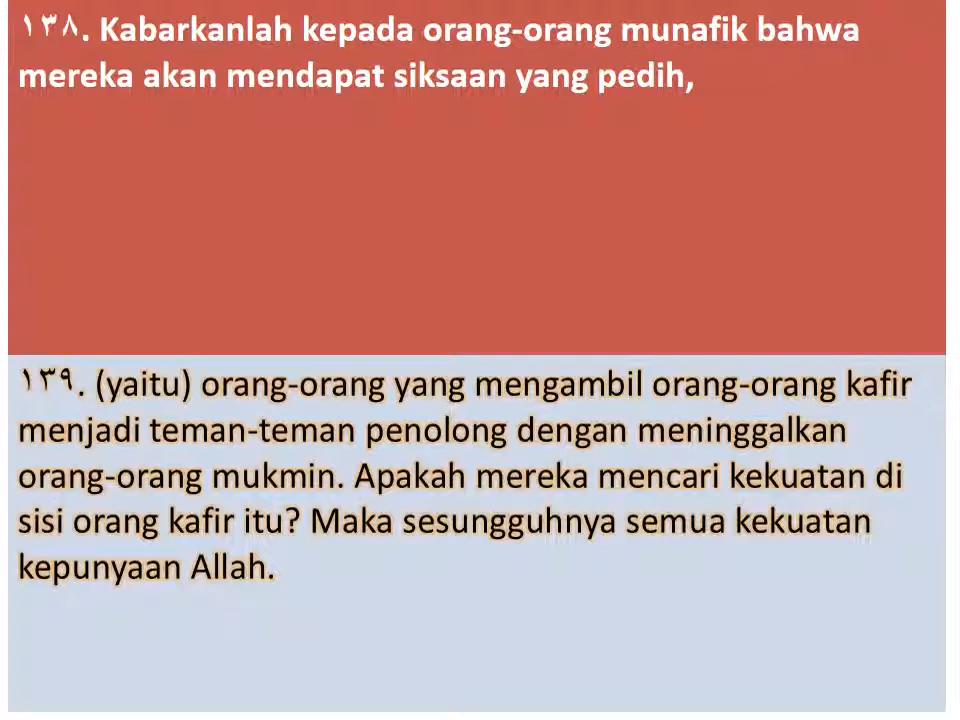 ١٣٨. Kabarkanlah kepada orang-orang munafik bahwa
mereka akan mendapat siksaan yang pedih,
١٣٩. (yaitu) orang-orang yang mengambil orang-orang kafir
menjadi teman-teman penolong dengan meninggalkan
orang-orang mukmin. Apakah mereka mencari kekuatan di
sisi orang kafir itu? Maka sesungguhnya semua kekuatan
kepunyaan Allah.